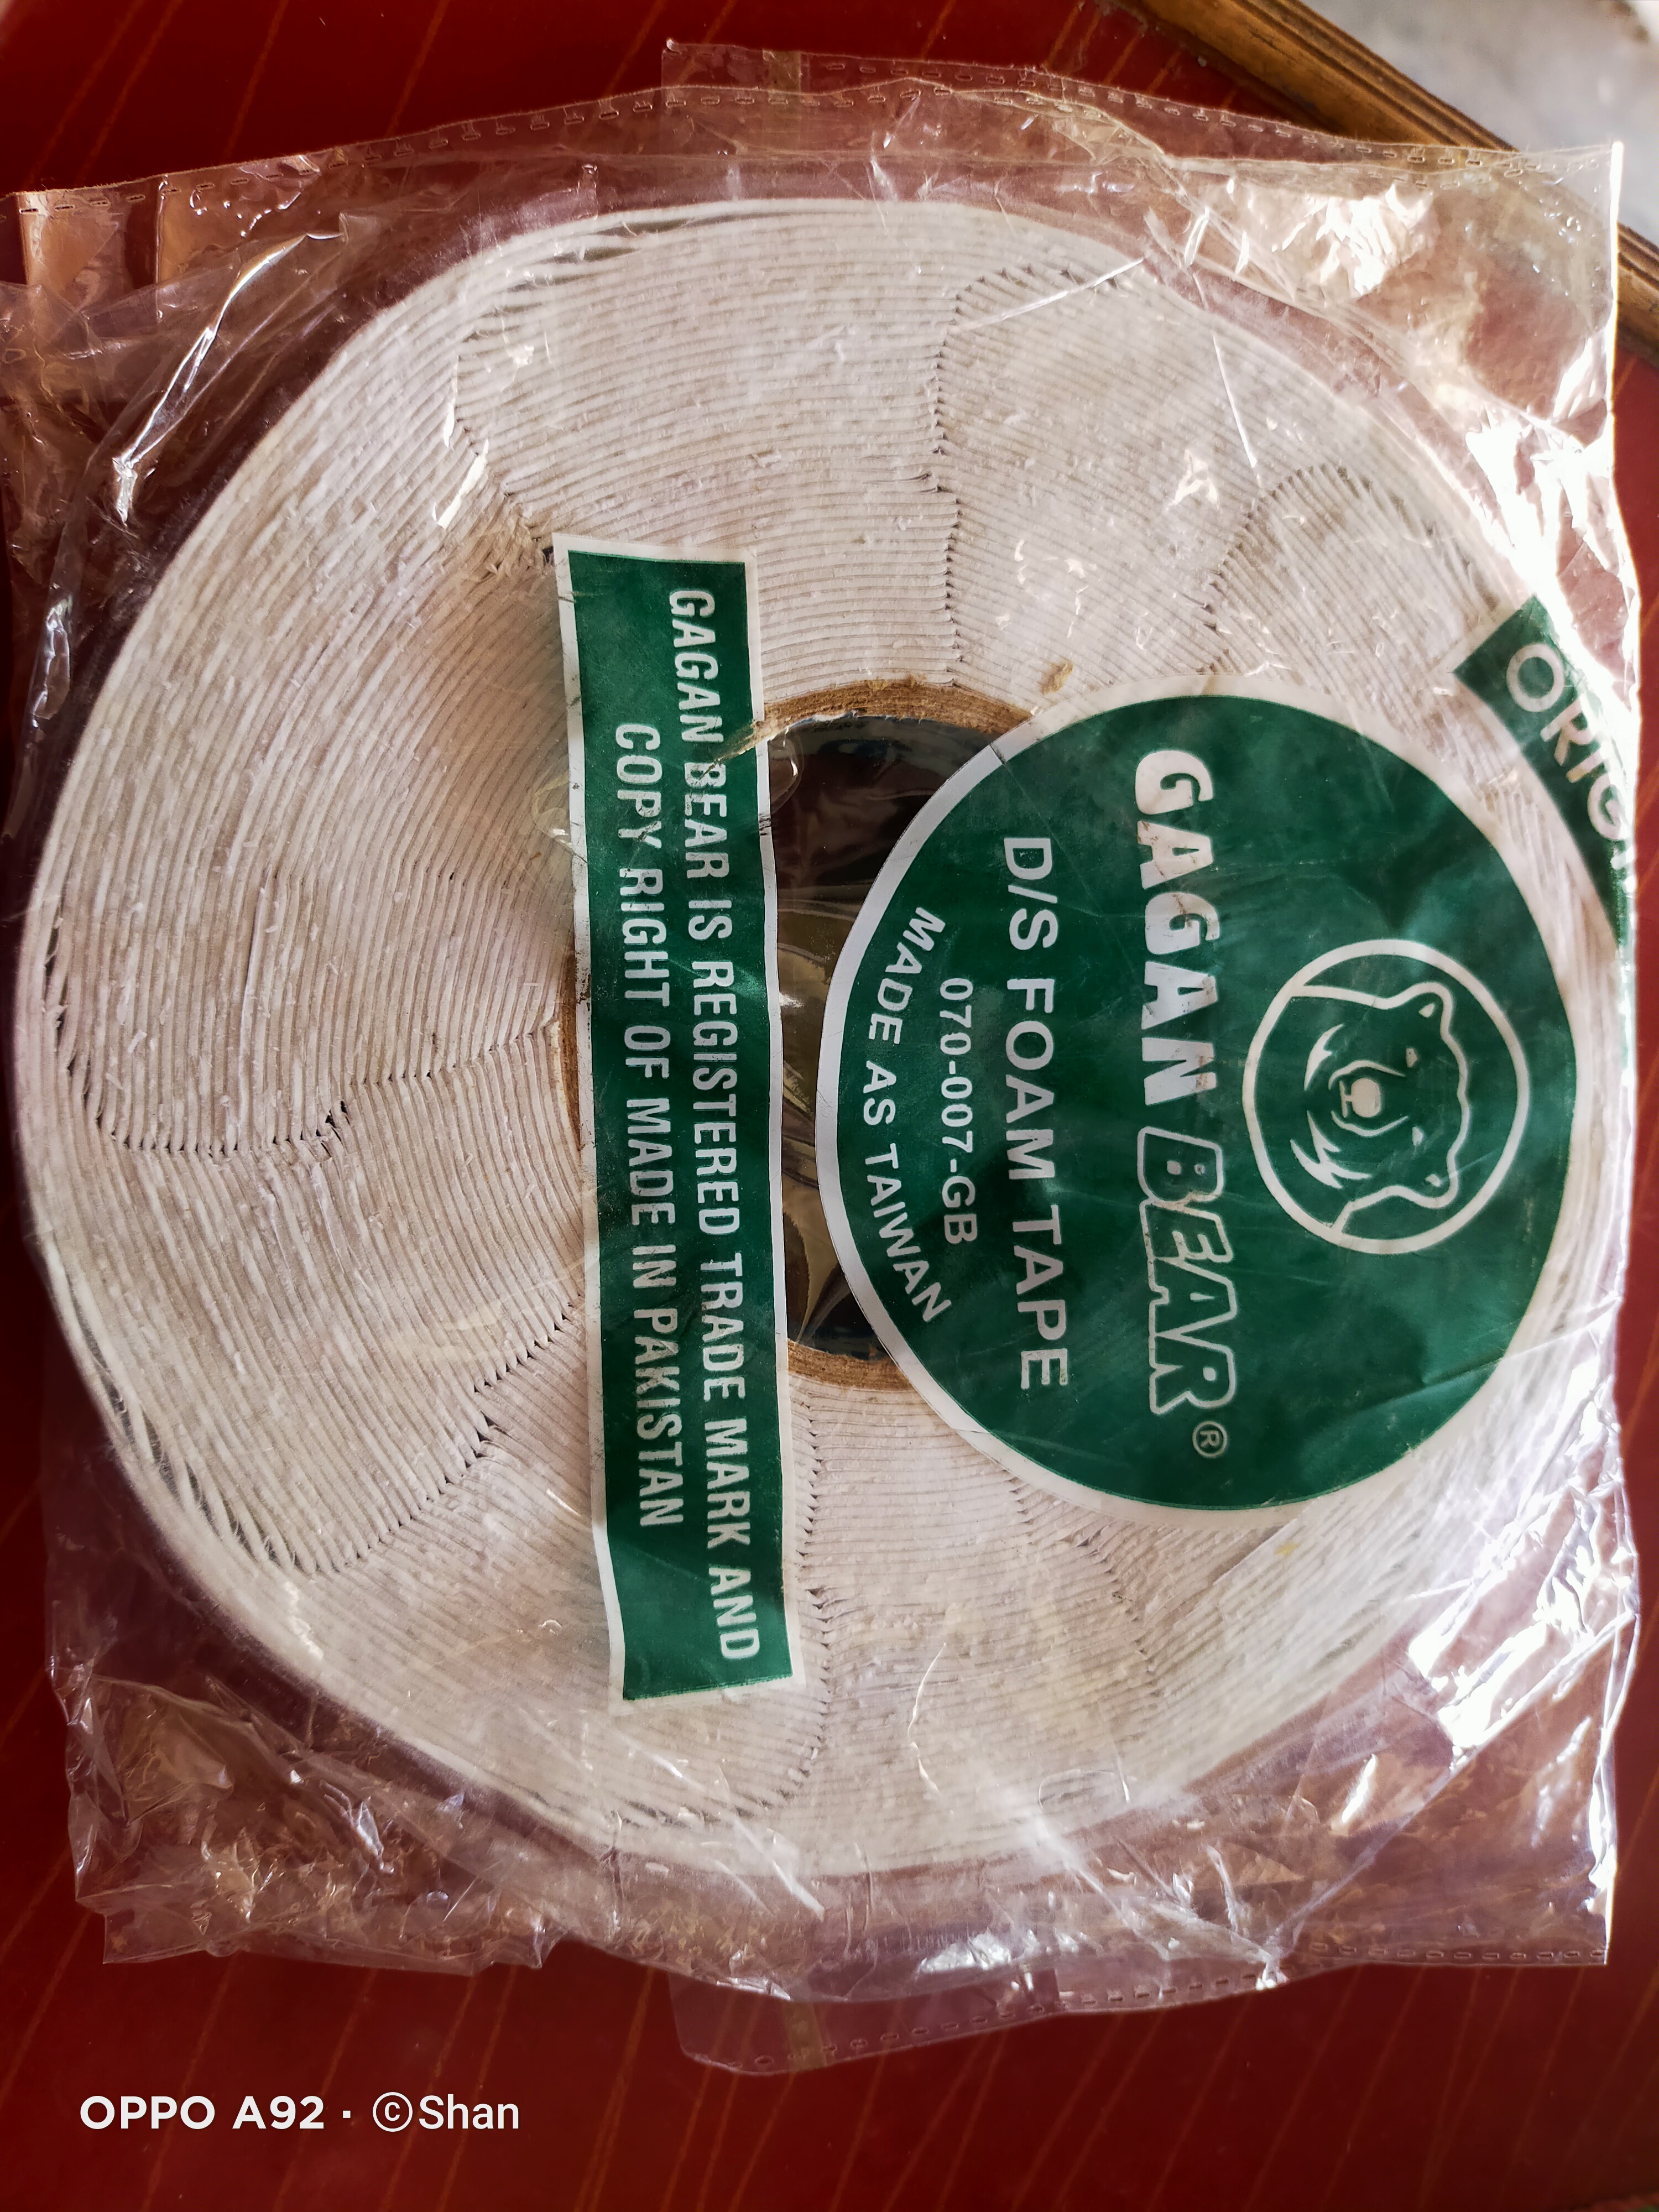 ORIGI
GAGAN BEAR®
D/S FOAM TAPE
070-007-GB
MADE AS TAIWAN
GAGAN BEAR IS REGISTERED TRADE MARK AND
COPY RIGHT OF MADE IN PAKISTAN
OPPO A92 · ©Shan